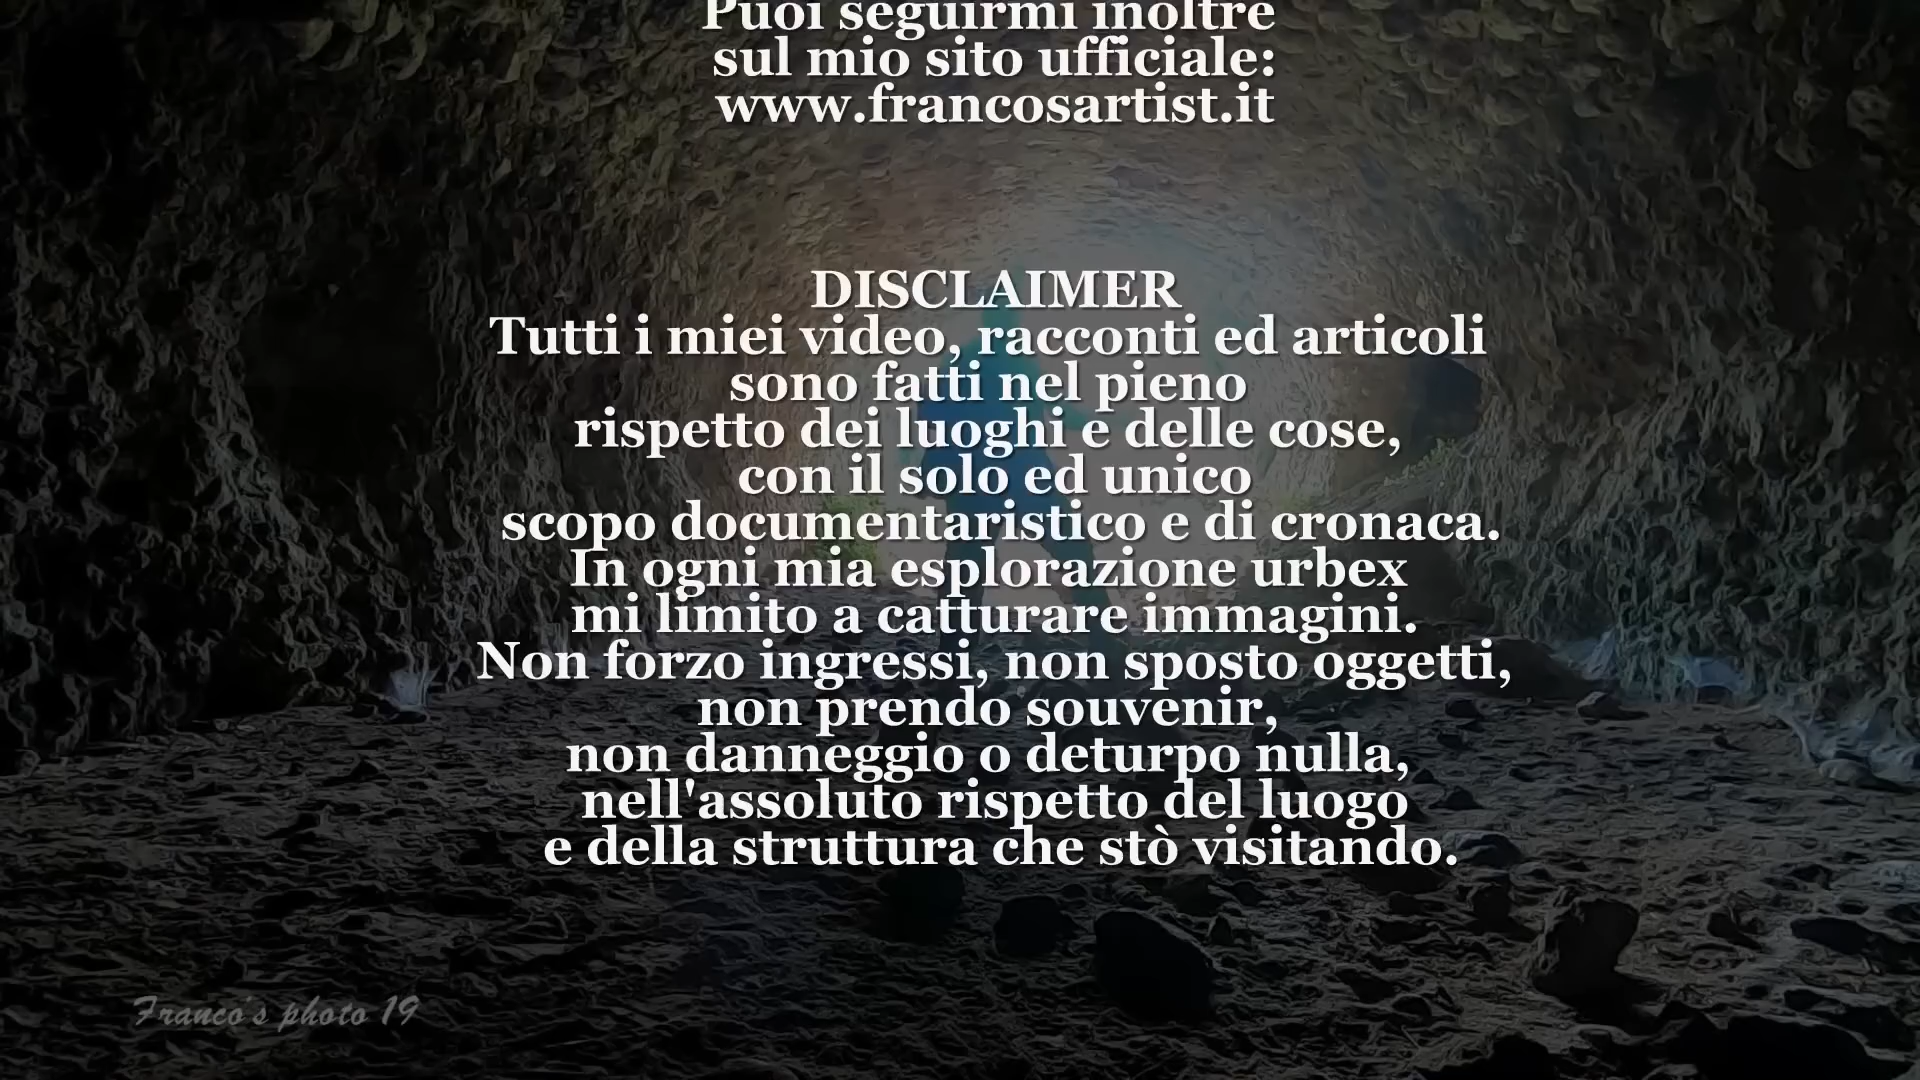 Puoi seguirmi inoltre
sul mio sito ufficiale:
www.francosartist.it
DISCLAIMER
Tutti i miei video, racconti ed articoli
sono fatti nel pieno
rispetto dei luoghi e delle cose,
con il solo ed unico
scopo documentaristico e di cronaca.
In ogni mia esplorazione urbex
mi limito a catturare immagini.
Non forzo ingressi, non sposto oggetti,
non prendo souvenir,
non danneggio o deturpo nulla,
nell'assoluto rispetto del luogo
e della struttura che stò visitando.
Franco's photo 19